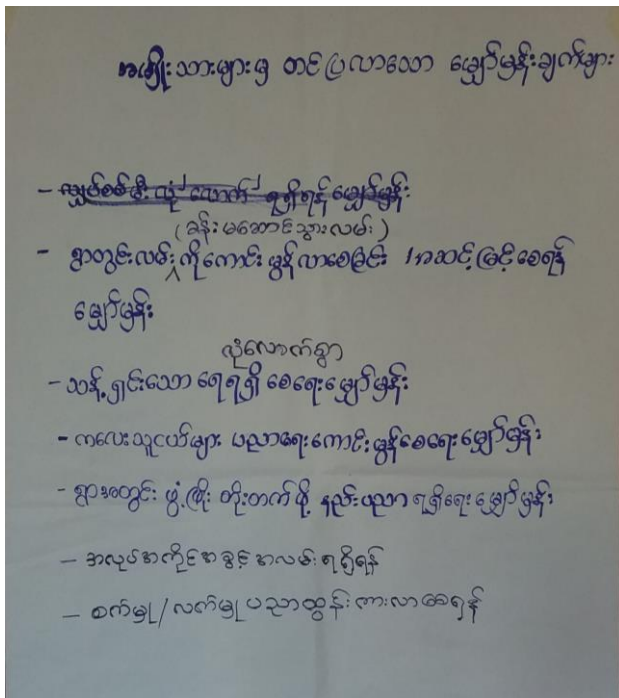 အမျိုးသားများမှ တင်ပြလာသော မျှော်မှန်းချက်များ
- လျှပ်စစ်မီး လုံလောက် ရရှိရန် မျှော်မှန်း
(ခန်းမဆောင်သွားလမ်း)
- ရွာတွင်းလမ်း ကိုကောင်းမွန်လာစေခြင်း / အဆင့်မြင့်စေရန်
မျှော်မှန်း
လုံလောက်စွာ
- သန့်ရှင်းသော ရေရရှိ စေရေးမျှော်မှန်း
- ကလေးသူငယ်များ ပညာရေးကောင်းမွန်စေရေးမျှော်မှန်း
- ရွာအတွင်း ဖွံ့ဖြိုး တိုးတက်ဖို့ နည်းပညာ ရရှိရေးမျှော်မှန်း
- အလုပ်အကိုင်အခွင့်အလမ်းရရှိရန်
- စက်မှု/လက်မှုပညာထွန်းကားလာစေရန်